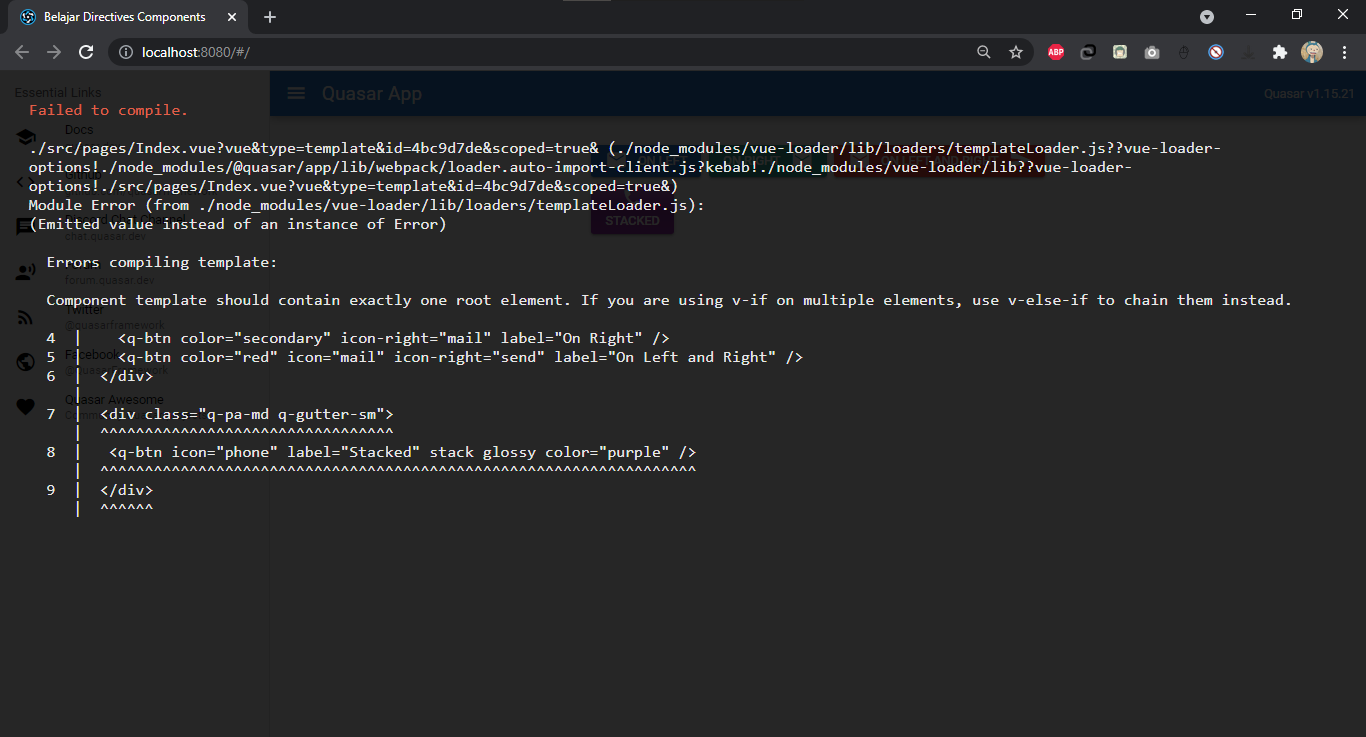 Belajar Directives Components
localhost:8080/#/
ABP
Essential Links
Quasar App
Quasar v1.15.21
Failed to compile.
Docs
./src/pages/Index.vue?vue&type=template&id=4bc9d7de&scoped=true& (./node_modules/vue-loader/lib/loaders/templateLoader.js??vue-loader-
options!./node_modules/@quasar/app/lib/webpack/loader.auto-import-client.js?kebab!./node_modules/vue-loader/lib??vue-loader-
options!./src/pages/Index.vue?vue&type=template&id=4bc9d7de&scoped=true&)
Module Error (from ./node_modules/vue-loader/lib/loaders/templateLoader.js):
STACKED
(Emitted value instead of an instance of Error)
chat.quasar.dev
Errors compiling template:
forum.quasar.dev
Component template should contain exactly one root element. If you are using v-if on multiple elements, use v-else-if to chain them instead.
Twitter
@quasarframework
4 | <q-btn color="secondary" icon-right="mail" label="On Right" />
Facebook
5 | <q-btn color="red" icon="mail" icon-right="send" label="On Left and Right" />
6 | </div>
|
Quasar Awesome
7 | <div class="q-pa-md q-gutter-sm">
| ^^^^^^^^^^^^^^^^^^^^^^^^^^^^^^^^^
8 | <q-btn icon="phone" label="Stacked" stack glossy color="purple" />
| ^^^^^^^^^^^^^^^^^^^^^^^^^^^^^^^^^^^^^^^^^^^^^^^^^^^^^^^^^^^^^^^^^^^
9 | </div>
| ^^^^^^